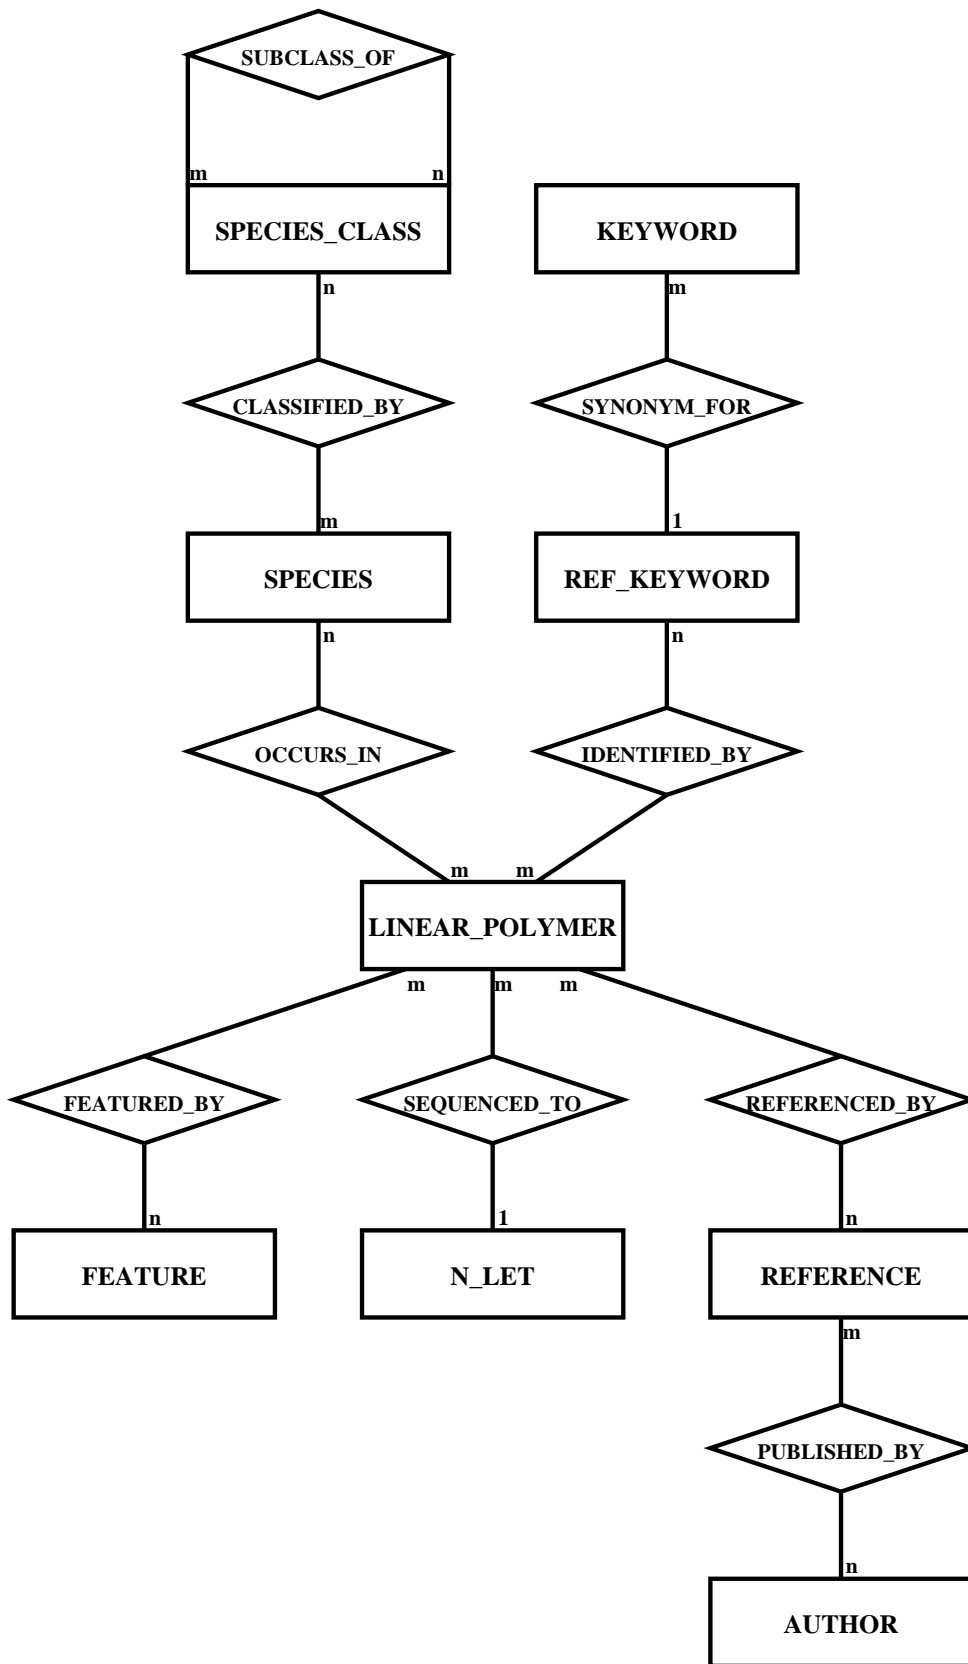 SUBCLASS_OF
m n
SPECIES_CLASS KEYWORD
n m
CLASSIFIED_BY SYNONYM_FOR
m 1
SPECIES REF_KEYWORD
n n
OCCURS_IN IDENTIFIED_BY
m m
LINEAR_POLYMER
m m m
FEATURED_BY SEQUENCED_TO REFERENCED_BY
n 1 n
FEATURE N_LET REFERENCE
m
PUBLISHED_BY
n
AUTHOR